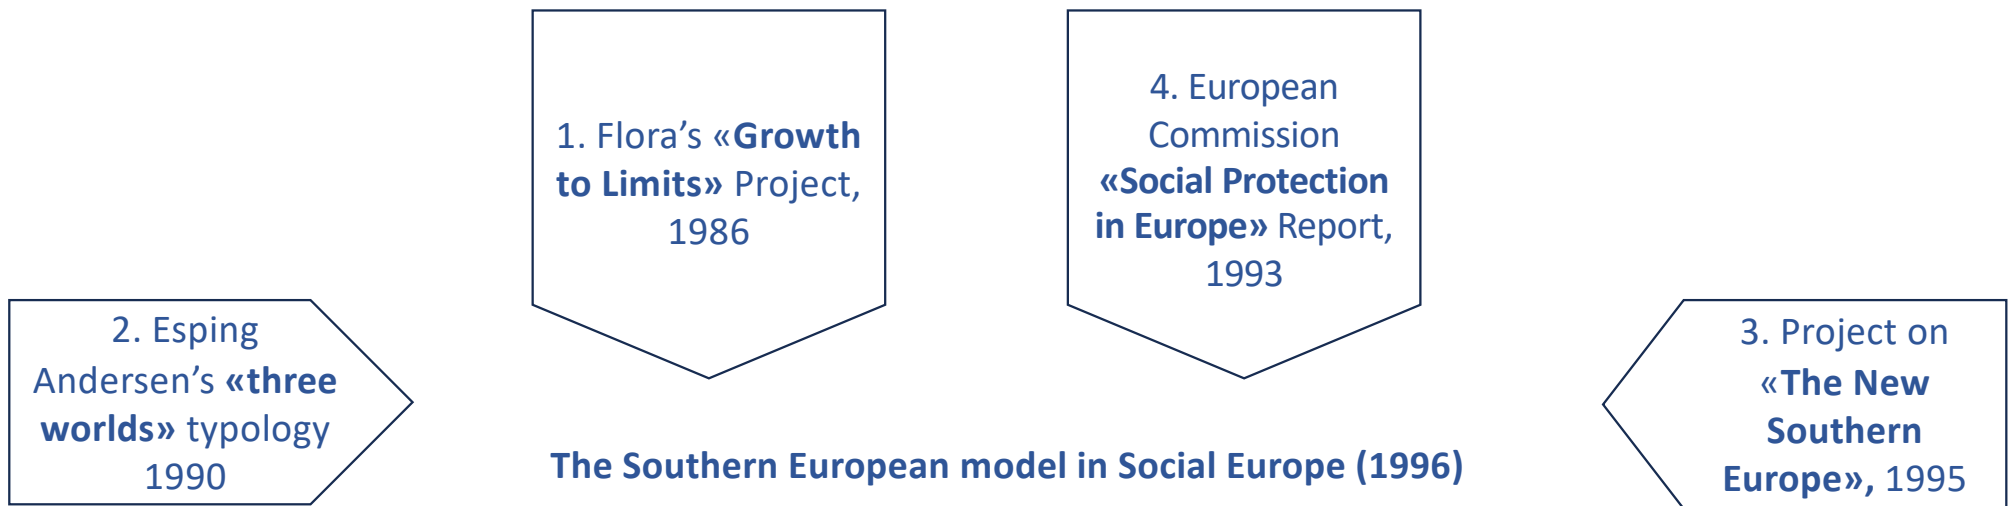 1. Flora’s «Growth
to Limits» Project,
1986
4. European
Commission
«Social Protection
in Europe» Report,
1993
2. Esping
Andersen’s «three
worlds» typology
1990
3. Project on
«The New
Southern
Europe», 1995
The Southern European model in Social Europe (1996)